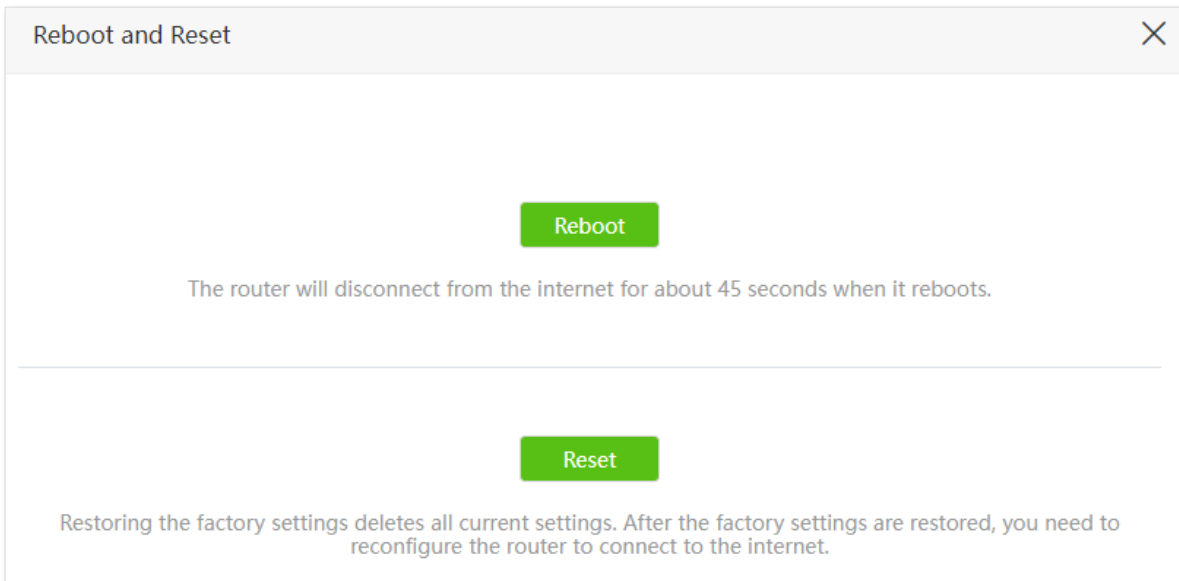 Reboot and Reset
Reboot
The router will disconnect from the internet for about 45 seconds when it reboots.
Reset
Restoring the factory settings deletes all current settings. After the factory settings are restored, you need to
reconfigure the router to connect to the internet.